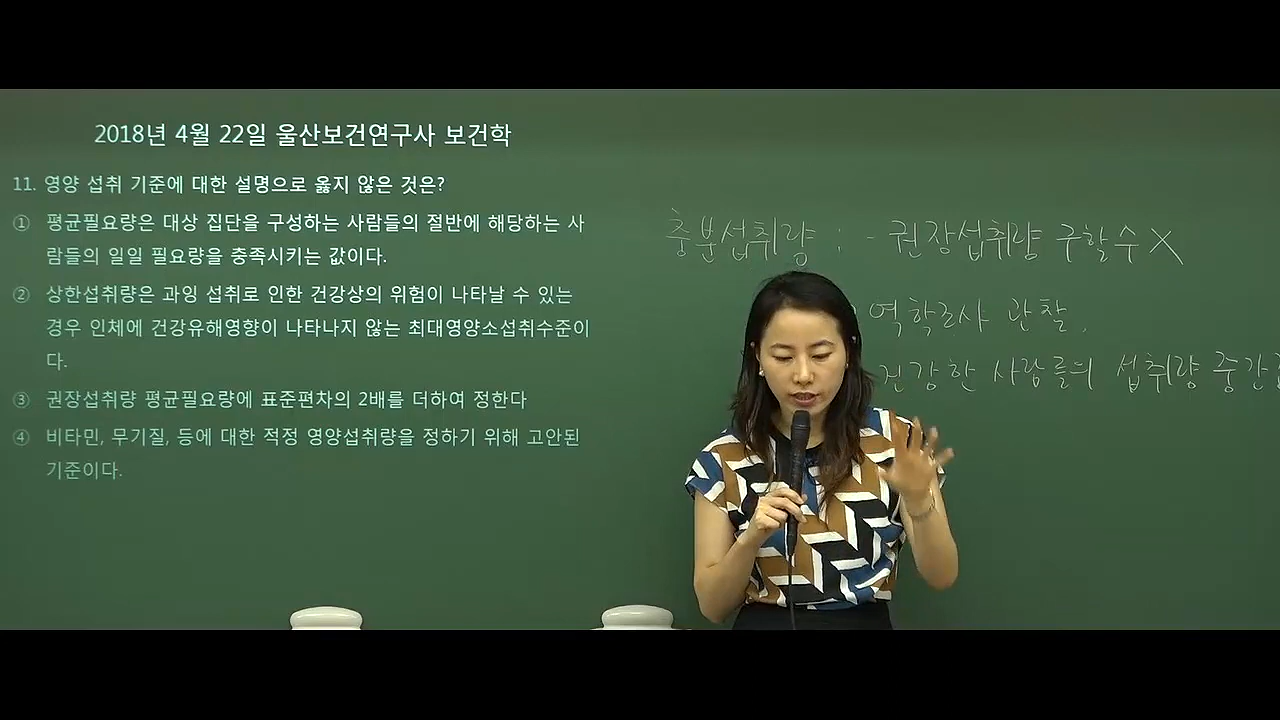 2018년 4월 22일 울산보건연구사 보건학
11. 영양 섭취 기준에 대한 설명으로 옳지 않은 것은?
① 평균필요량은 대상 집단을 구성하는 사람들의 절반에 해당하는 사
람들의 일일 필요량을 충족시키는 값이다.
② 상한섭취량은 과잉 섭취로 인한 건강상의 위험이 나타날 수 있는
경우 인체에 건강유해영향이 나타나지 않는 최대영양소섭취수준이
다.
③ 권장섭취량 평균필요량에 표준편차의 2배를 더하여 정한다
④ 비타민, 무기질, 등에 대한 적정 영양섭취량을 정하기 위해 고안된
기준이다.
충분섭취량 : - 권장섭취량 구할수 X
역학조사 관찰,
건강한 사람들의 섭취량 중간